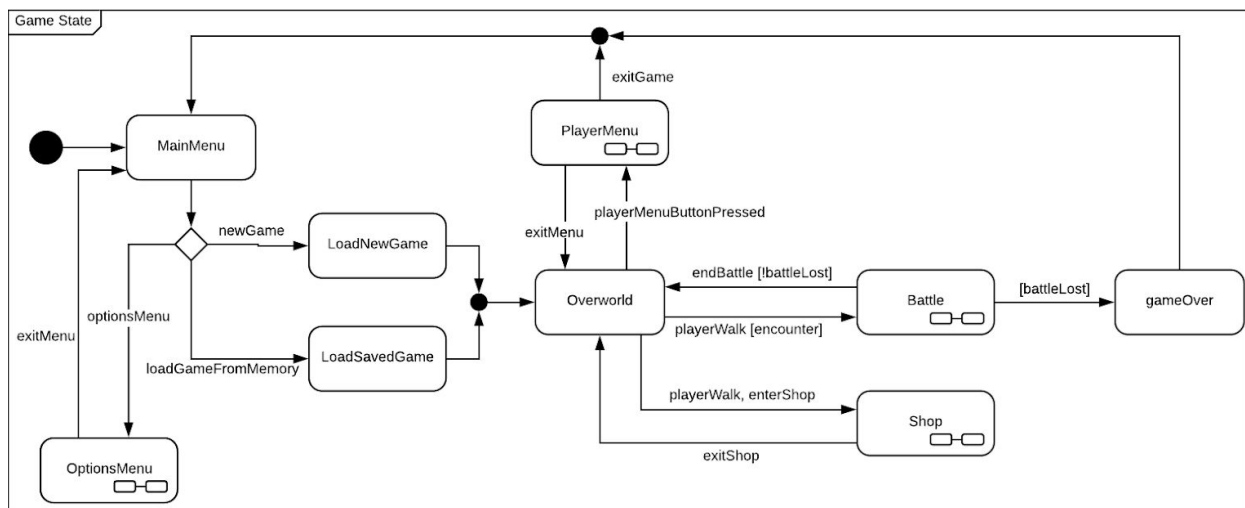 Game State
exitGame
PlayerMenu
MainMenu
playerMenuButtonPressed
newGame
exitMenu
LoadNewGame
endBattle [!battleLost]
[battleLost]
Overworld
Battle
gameOver
optionsMenu
exitMenu
playerWalk [encounter]
LoadSavedGame
loadGameFromMemory
playerWalk, enterShop
Shop
exitShop
OptionsMenu